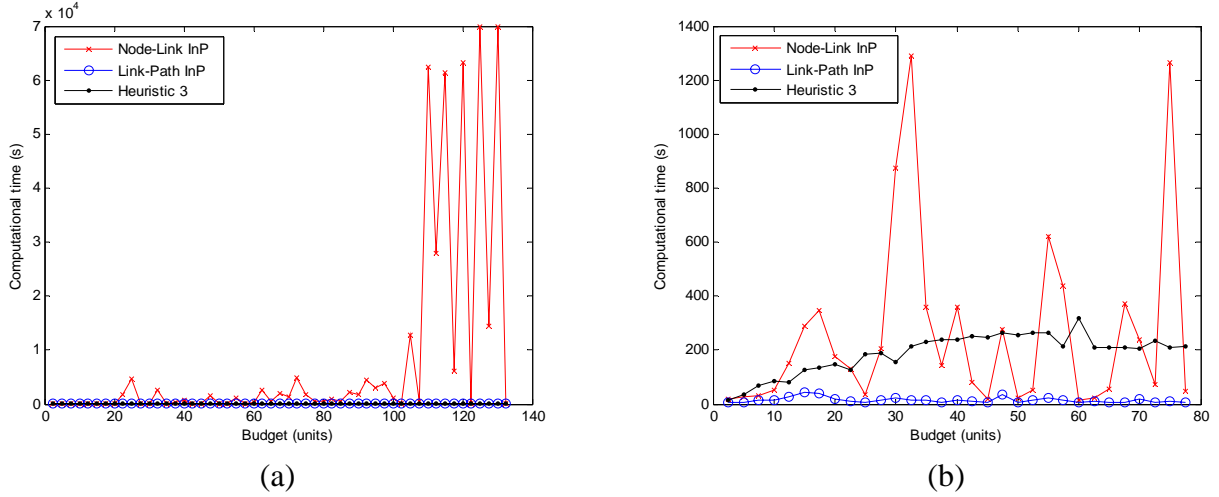 x 10^4
7
6
5
4
3
2
1
0
Computational time (s)
Node-Link InP
Link-Path InP
Heuristic 3
0 20 40 60 80 100 120 140
Budget (units)
(a)
1400
1200
1000
800
600
400
200
0
Computational time (s)
Node-Link InP
Link-Path InP
Heuristic 3
0 10 20 30 40 50 60 70 80
Budget (units)
(b)